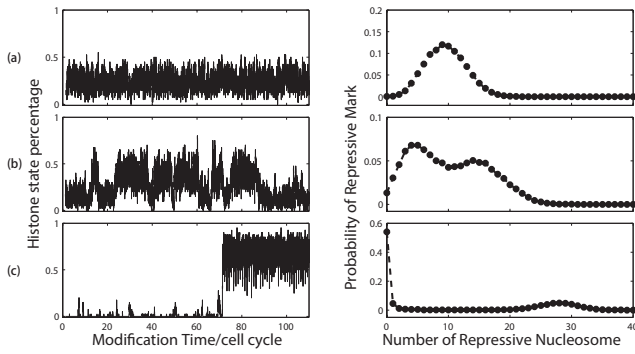 (a)
1
0.5
0
0.2
0.15
0.1
0.05
0
(b)
1
0.5
0
0.1
0.05
0
(c)
1
0.5
0
0.6
0.4
0.2
0
0 20 40 60 80 100
0 10 20 30 40
Histone state percentage
Modification Time/cell cycle
Probability of Repressive Mark
Number of Repressive Nucleosome